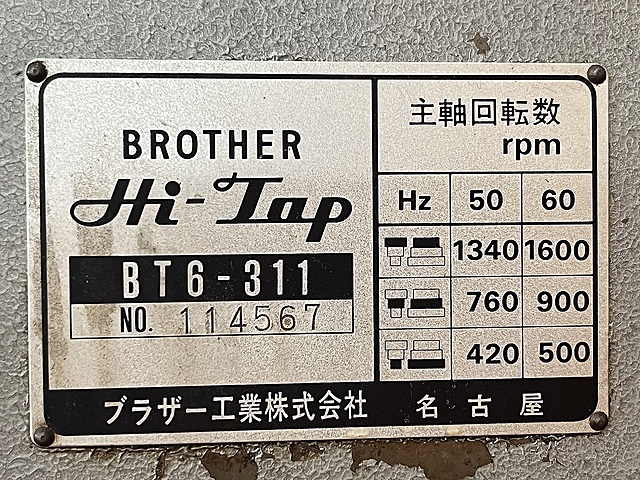 BROTHER
Hi-Tap
BT6-311
NO. 114567
主軸回転数
rpm
Hz 50 60
1340 1600
760 900
420 500
ブラザー工業株式会社 名古屋